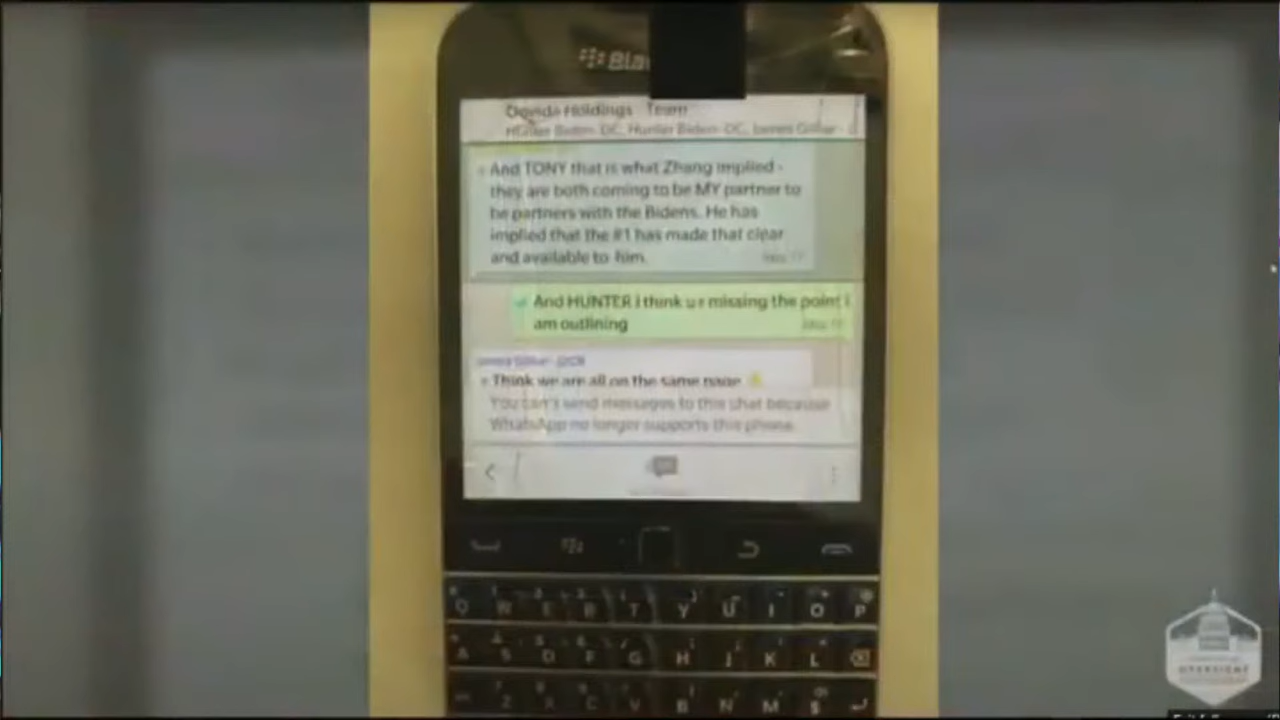 Holdings Team
Hunter Biden-DC, Hunter Biden-DC, James Gilliar -
And TONY that is what Zhang implied -
they are both coming to be MY partner to
be partners with the Bidens. He has
implied that the #1 has made that clear
and available to him.
And HUNTER i think u r missing the point i
am outlining
Think we are all on the same page
You can't send messages to this chat because
WhatsApp no longer supports this phone.
Q W E R T Y U I O P
A S D F G H J K L
Z X C V B N M $
OVERSIGHT